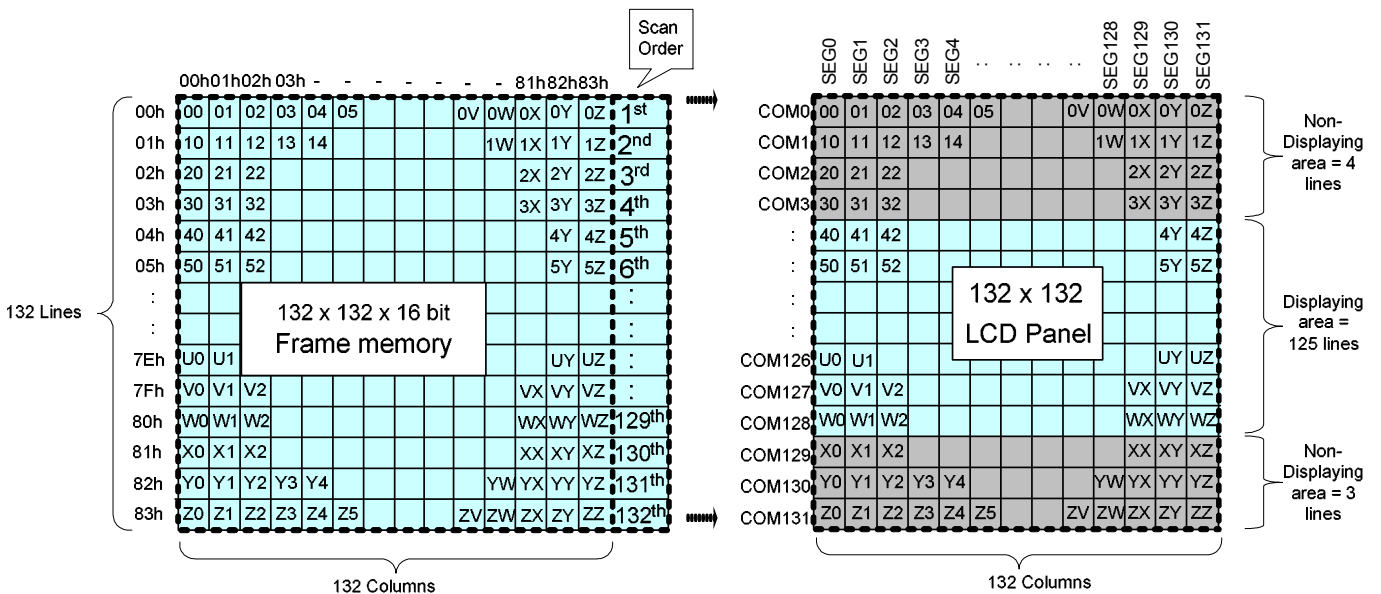 Scan
Order
00h 01h 02h 03h - - - - - - - 81h 82h 83h
SEG0 SEG1 SEG2 SEG3 SEG4 .. .. .. .. SEG128 SEG129 SEG130 SEG131
00h 00 01 02 03 04 05 0V 0W 0X 0Y 0Z 1st
01h 10 11 12 13 14 1W 1X 1Y 1Z 2nd
02h 20 21 22 2X 2Y 2Z 3rd
03h 30 31 32 3X 3Y 3Z 4th
04h 40 41 42 4Y 4Z 5th
05h 50 51 52 5Y 5Z 6th
: :
: :
7Eh U0 U1 UY UZ :
7Fh V0 V1 V2 VX VY VZ :
80h W0 W1 W2 WX WY WZ 129th
81h X0 X1 X2 XX XY XZ 130th
82h Y0 Y1 Y2 Y3 Y4 YW YX YY YZ 131th
83h Z0 Z1 Z2 Z3 Z4 Z5 ZV ZW ZX ZY ZZ 132th
132 Lines
132 x 132 x 16 bit
Frame memory
132 Columns
COM0 00 01 02 03 04 05 0V 0W 0X 0Y 0Z
COM1 10 11 12 13 14 1W 1X 1Y 1Z
COM2 20 21 22 2X 2Y 2Z
COM3 30 31 32 3X 3Y 3Z
: 40 41 42 4Y 4Z
: 50 51 52 5Y 5Z
:
:
COM126 U0 U1 UY UZ
COM127 V0 V1 V2 VX VY VZ
COM128 W0 W1 W2 WX WY WZ
COM129 X0 X1 X2 XX XY XZ
COM130 Y0 Y1 Y2 Y3 Y4 YW YX YY YZ
COM131 Z0 Z1 Z2 Z3 Z4 Z5 ZV ZW ZX ZY ZZ
132 x 132
LCD Panel
132 Columns
Non-
Displaying
area = 4
lines
Displaying
area =
125 lines
Non-
Displaying
area = 3
lines